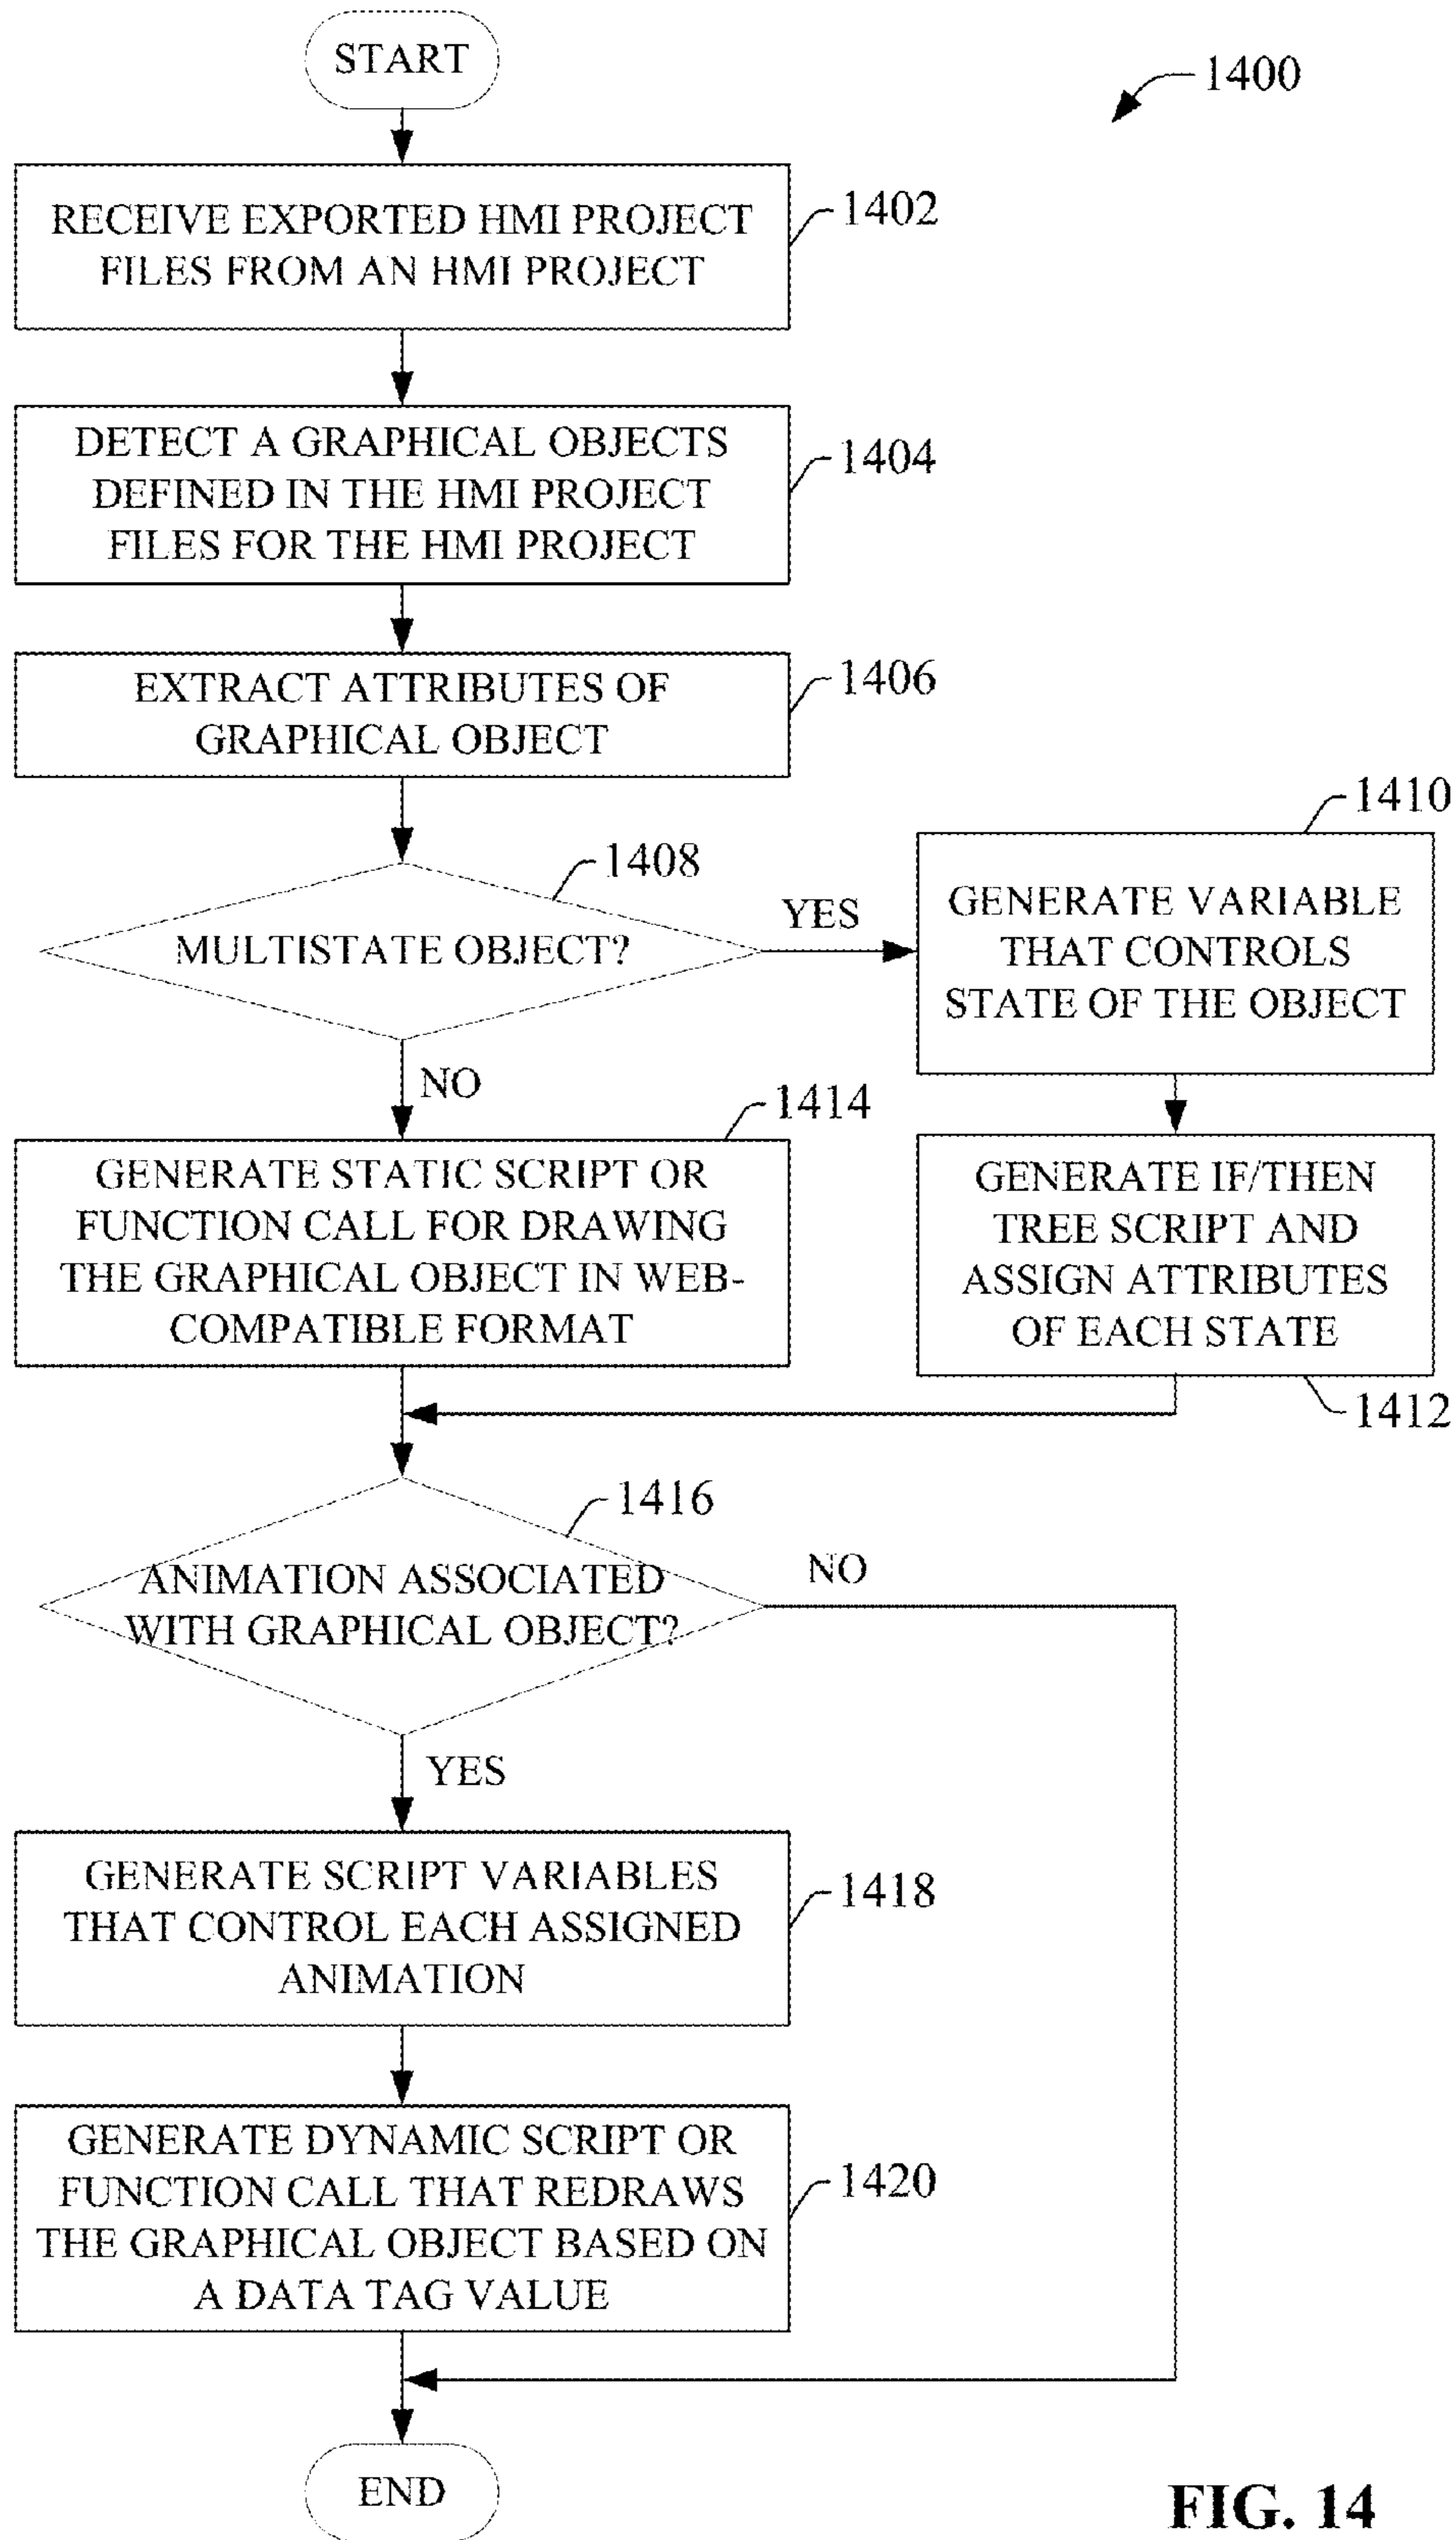 START
1400
RECEIVE EXPORTED HMI PROJECT
FILES FROM AN HMI PROJECT
1402
DETECT A GRAPHICAL OBJECTS
DEFINED IN THE HMI PROJECT
FILES FOR THE HMI PROJECT
1404
EXTRACT ATTRIBUTES OF
GRAPHICAL OBJECT
1406
MULTISTATE OBJECT?
1408
YES
NO
1410
GENERATE VARIABLE
THAT CONTROLS
STATE OF THE OBJECT
GENERATE IF/THEN
TREE SCRIPT AND
ASSIGN ATTRIBUTES
OF EACH STATE
1412
1414
GENERATE STATIC SCRIPT OR
FUNCTION CALL FOR DRAWING
THE GRAPHICAL OBJECT IN WEB-
COMPATIBLE FORMAT
1416
ANIMATION ASSOCIATED
WITH GRAPHICAL OBJECT?
NO
YES
GENERATE SCRIPT VARIABLES
THAT CONTROL EACH ASSIGNED
ANIMATION
1418
GENERATE DYNAMIC SCRIPT OR
FUNCTION CALL THAT REDRAWS
THE GRAPHICAL OBJECT BASED ON
A DATA TAG VALUE
1420
END
FIG. 14